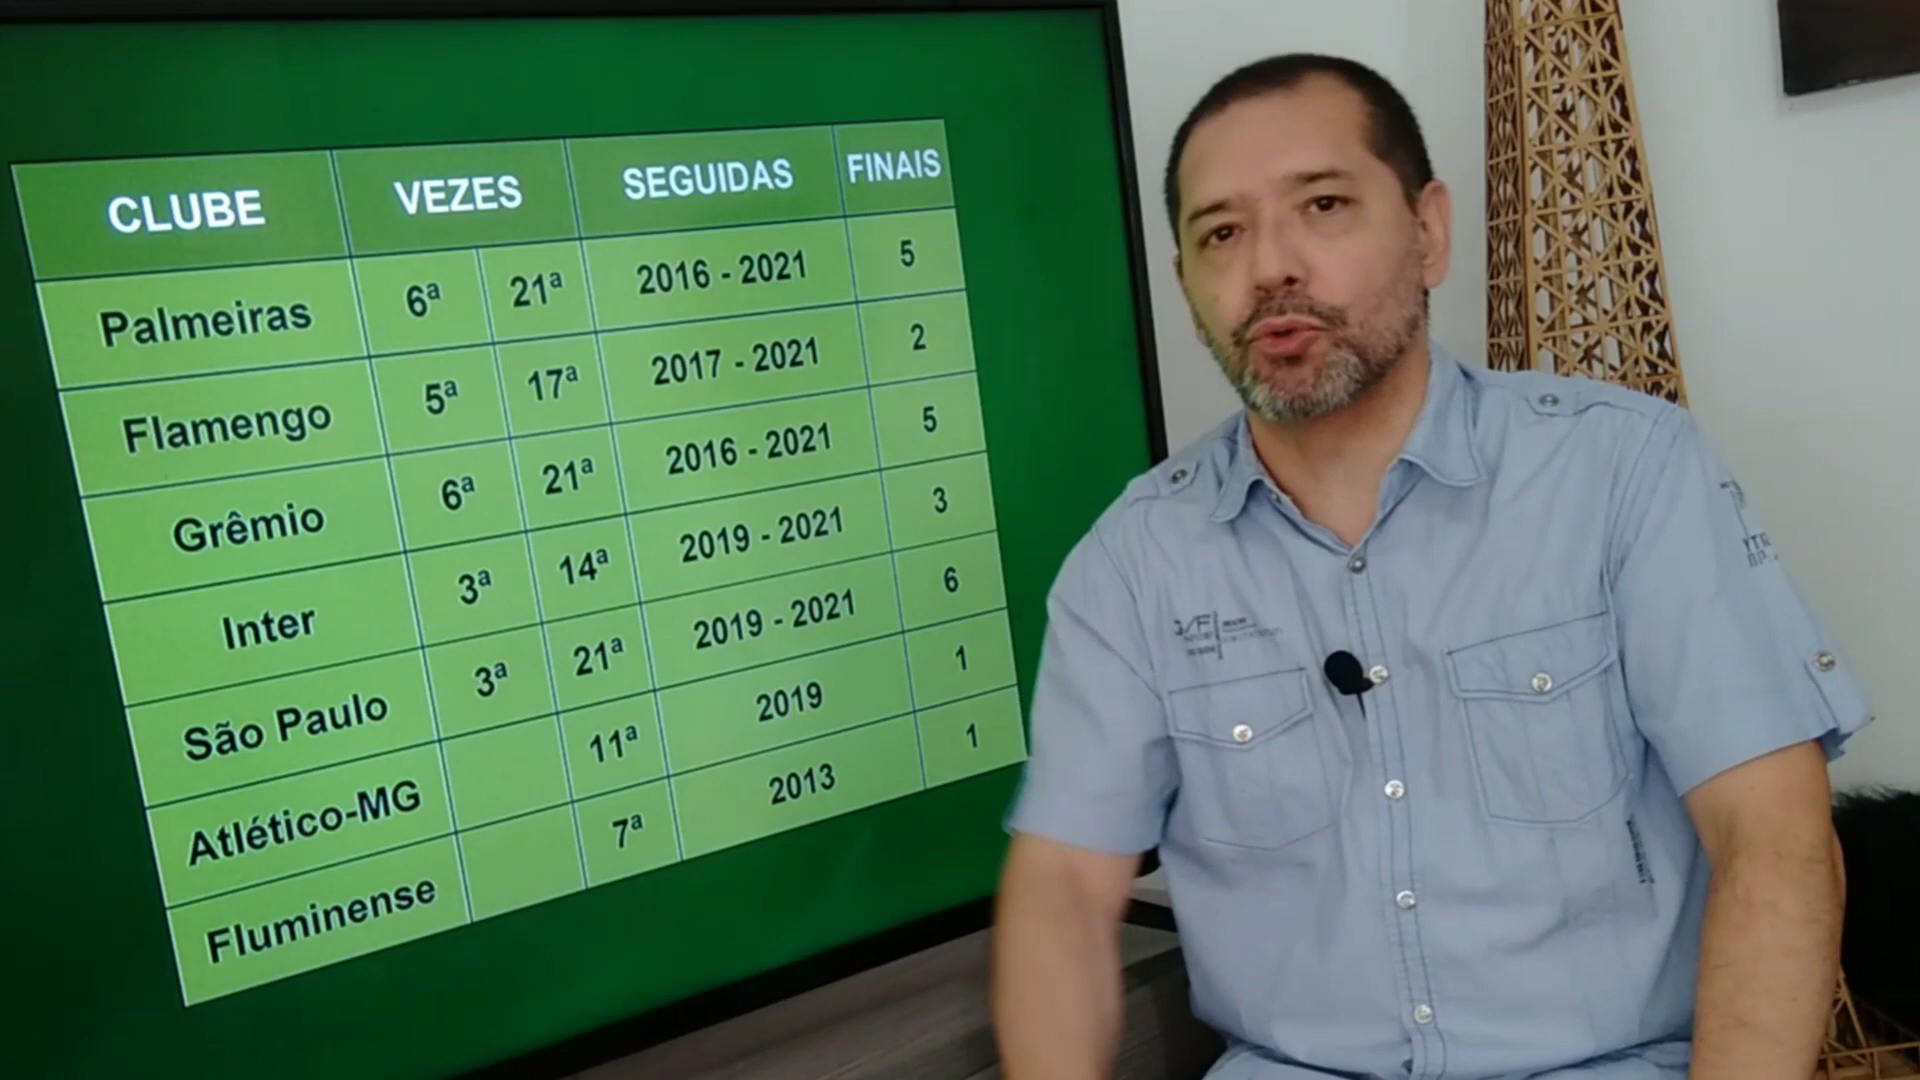 CLUBE VEZES SEGUIDAS FINAIS
Palmeiras 6ª 21ª 2016 - 2021 5
Flamengo 5ª 17ª 2017 - 2021 2
Grêmio 6ª 21ª 2016 - 2021 5
Inter 3ª 14ª 2019 - 2021 3
São Paulo 3ª 21ª 2019 - 2021 6
Atlético-MG 11ª 2019 1
Fluminense 7ª 2013 1